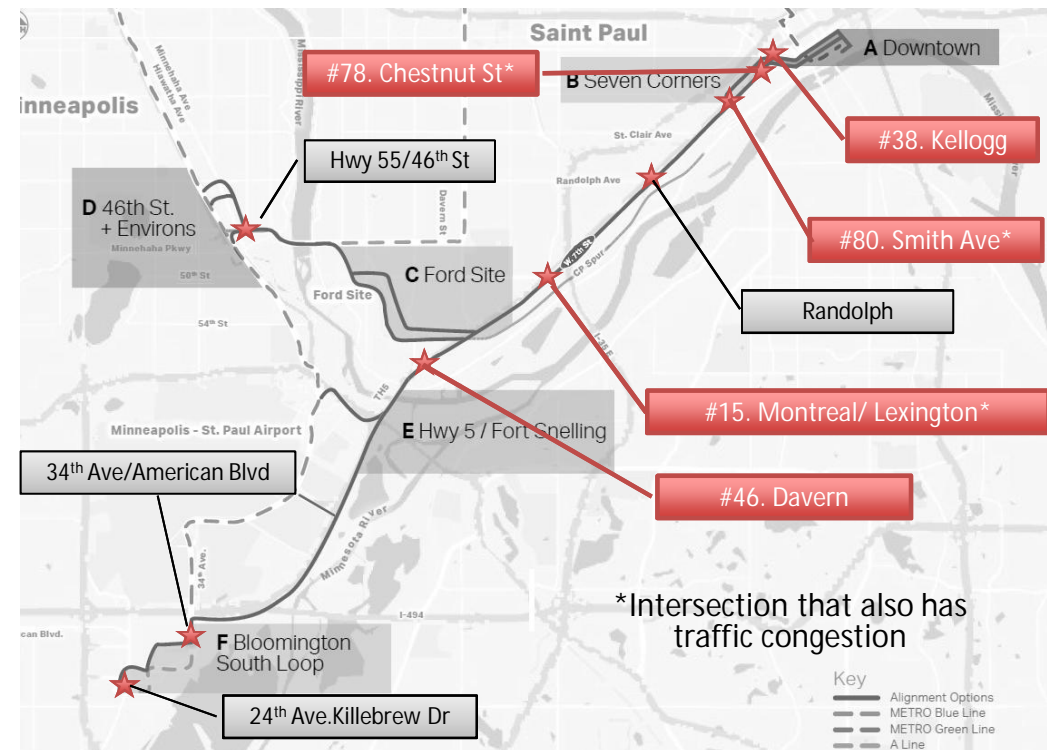 Saint Paul
A Downtown
#78. Chestnut St*
B Seven Corners
Minnehaha Ave
Hiawatha Ave
Mississippi River
inneapolis
St. Clair Ave
#38. Kellogg
Hwy 55/46th St
Randolph Ave
Davern St
D 46th St.
+ Environs
Minnehaha Pkwy
#80. Smith Ave*
W. 7th St
CP Spur
50th St
C Ford Site
Ford Site
Randolph
54th St
I-35 E
TH5
#15. Montreal/ Lexington*
Minneapolis - St. Paul Airport
E Hwy 5 / Fort Snelling
34th Ave/American Blvd
#46. Davern
Minnesota River
34th Ave.
I-494
*Intersection that also has
traffic congestion
can Blvd.
F Bloomington
South Loop
24th Ave.Killebrew Dr
Key
Alignment Options
METRO Blue Line
METRO Green Line
A Line